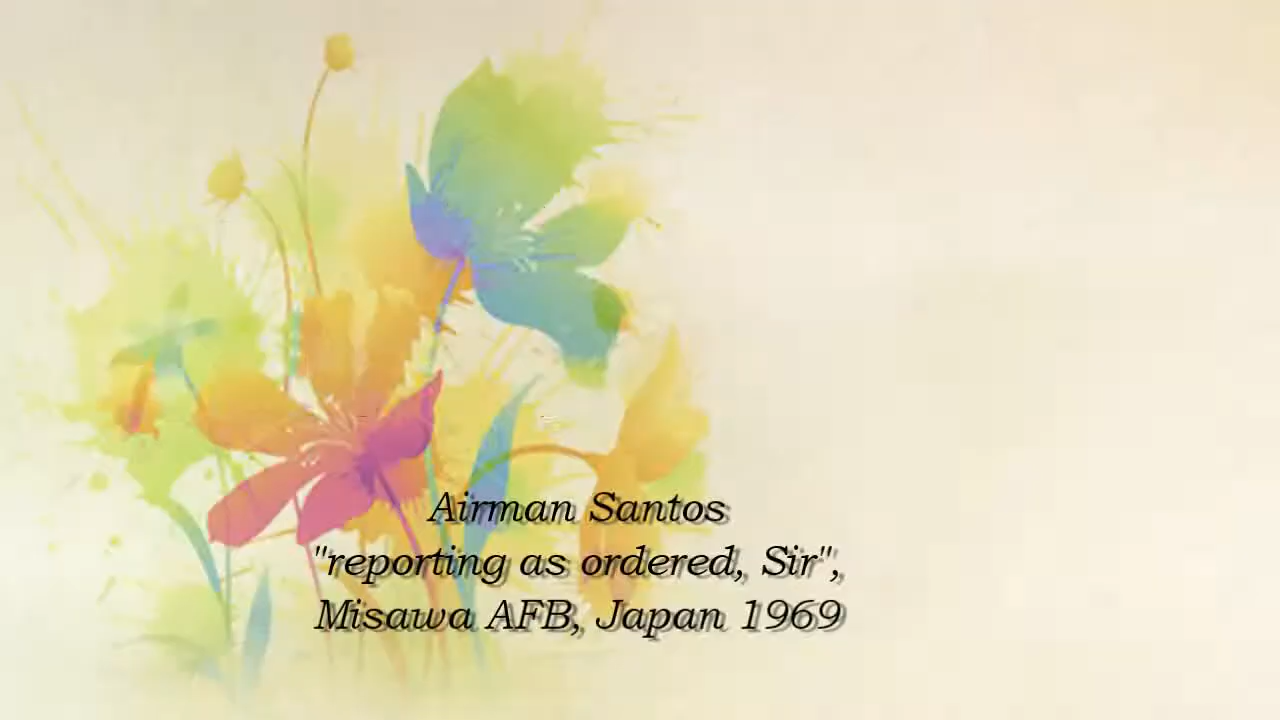 Airman Santos
"reporting as ordered, Sir",
Misawa AFB, Japan 1969